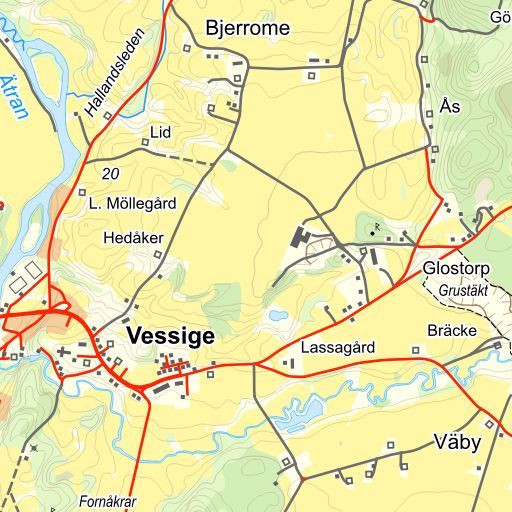 Gö
Bjerrome
Hallandsleden
Ätran
Ås
Lid
20
L. Möllegård
Hedåker
Glostorp
Grustäkt
Vessige
Bräcke
Lassagård
Väby
Fornåkrar